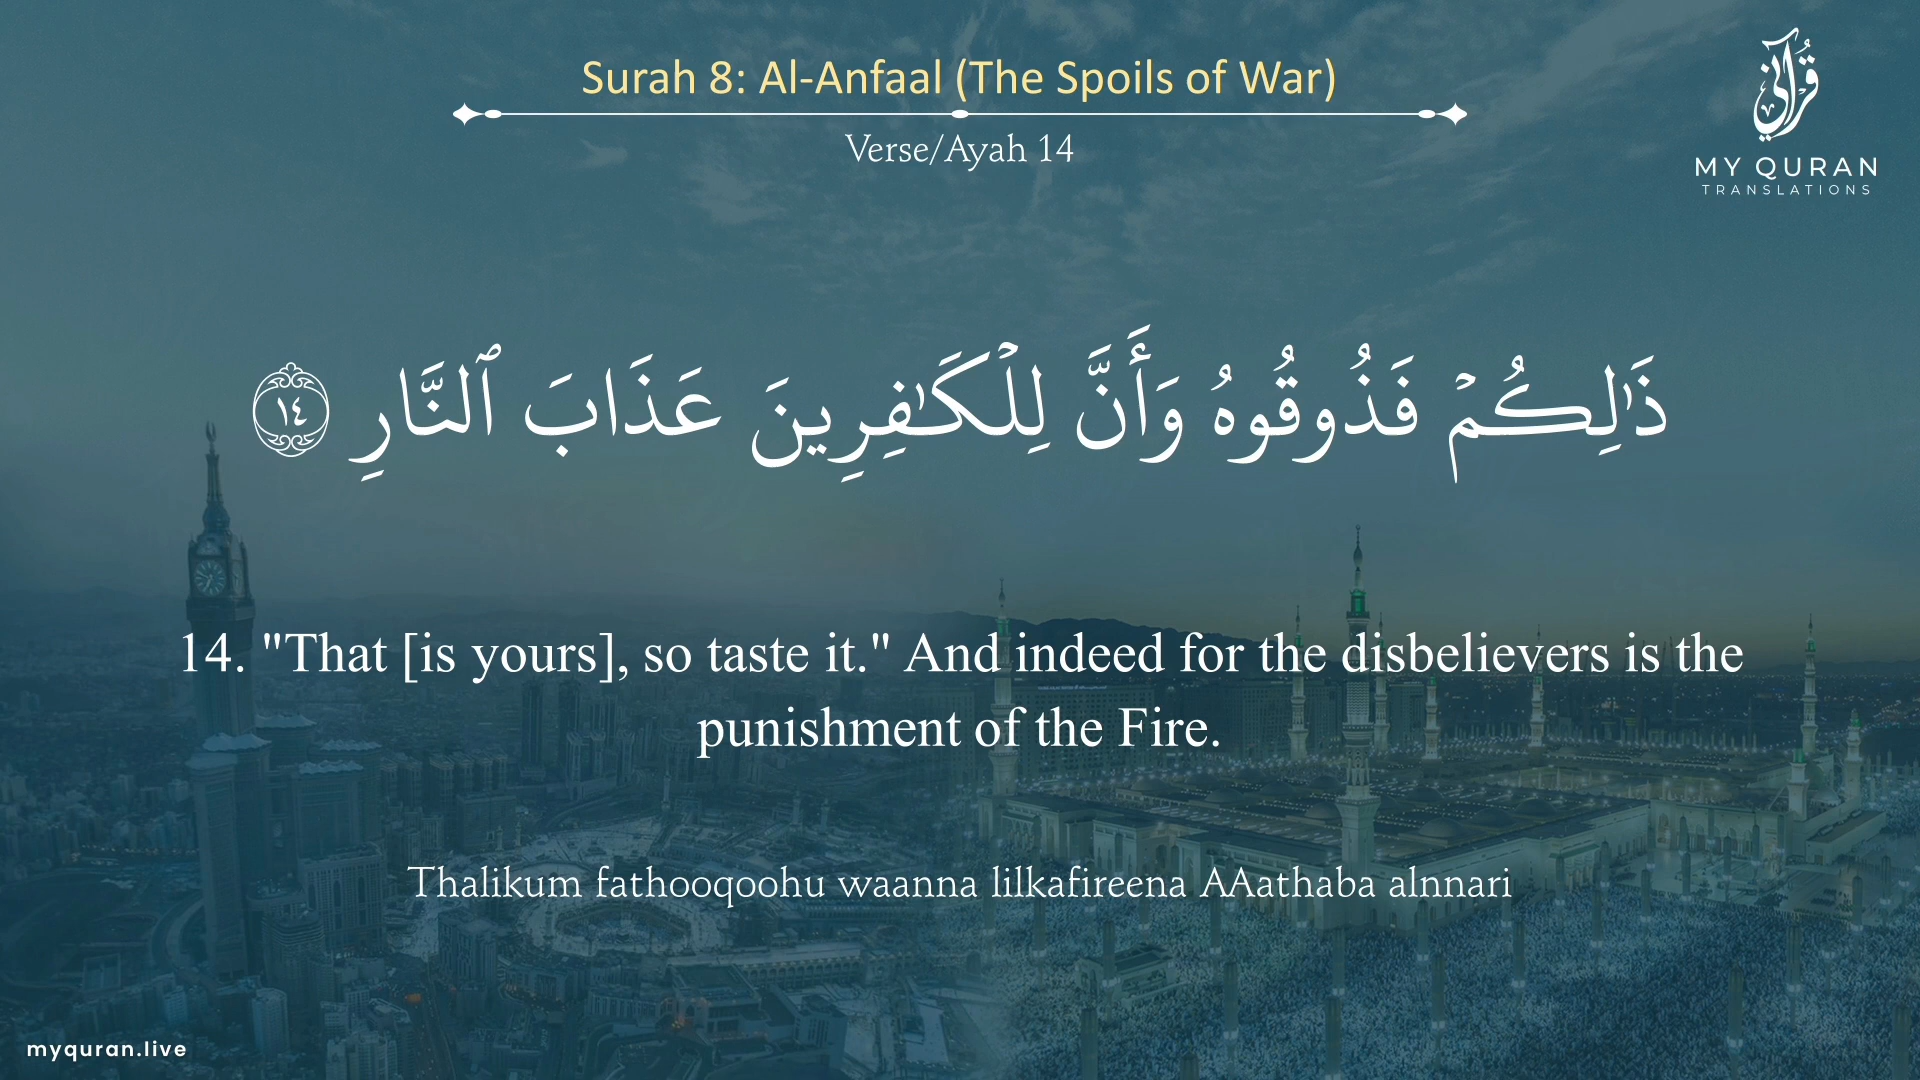 Surah 8: Al-Anfaal (The Spoils of War)
Verse/Ayah 14
قرآني
MY QURAN
TRANSLATIONS
ذَٰلِكُمۡ فَذُوقُوهُ وَأَنَّ لِلۡكَـٰفِرِينَ عَذَابَ ٱلنَّارِ ١٤
14. "That [is yours], so taste it." And indeed for the disbelievers is the
punishment of the Fire.
Thalikum fathooqoohu waanna lilkafireena AAathaba alnnari
myquran.live